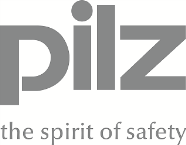 pilz
the spirit of safety